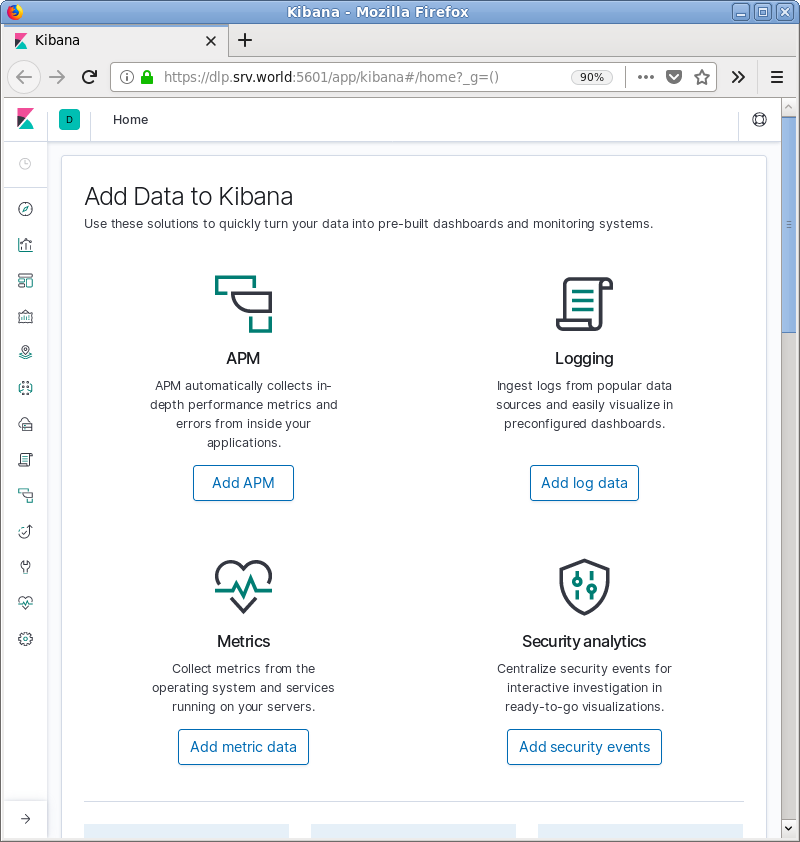 Kibana - Mozilla Firefox
Kibana
https://dlp.srv.world:5601/app/kibana#/home?_g=()
90%
D
Home
Add Data to Kibana
Use these solutions to quickly turn your data into pre-built dashboards and monitoring systems.
APM
APM automatically collects in-
depth performance metrics and
errors from inside your
applications.
Add APM
Logging
Ingest logs from popular data
sources and easily visualize in
preconfigured dashboards.
Add log data
Metrics
Collect metrics from the
operating system and services
running on your servers.
Add metric data
Security analytics
Centralize security events for
interactive investigation in
ready-to-go visualizations.
Add security events